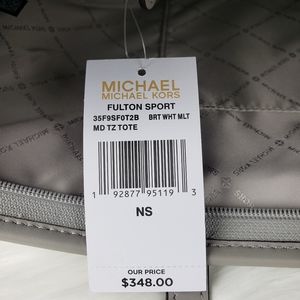 MICHAEL
MICHAEL KORS
FULTON SPORT
35F9SF0T2B BRT WHT MLT
MD TZ TOTE
1 92877 95119 3
NS
OUR PRICE
$348.00